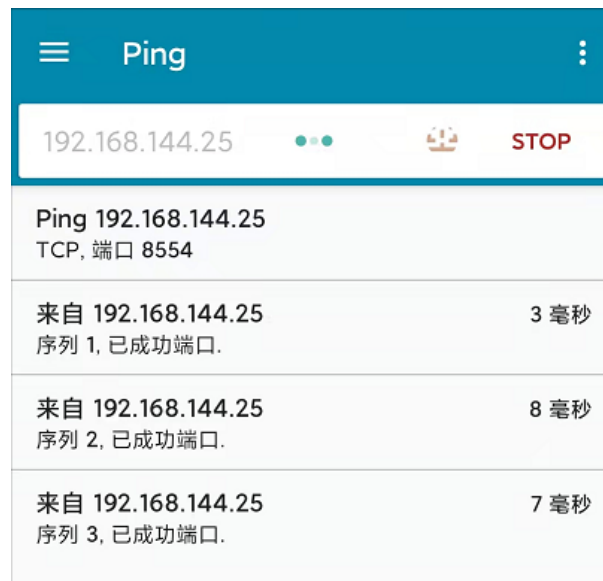 Ping
192.168.144.25
STOP
Ping 192.168.144.25
TCP, 端口 8554
来自 192.168.144.25
3 毫秒
序列 1, 已成功端口.
来自 192.168.144.25
8 毫秒
序列 2, 已成功端口.
来自 192.168.144.25
7 毫秒
序列 3, 已成功端口.